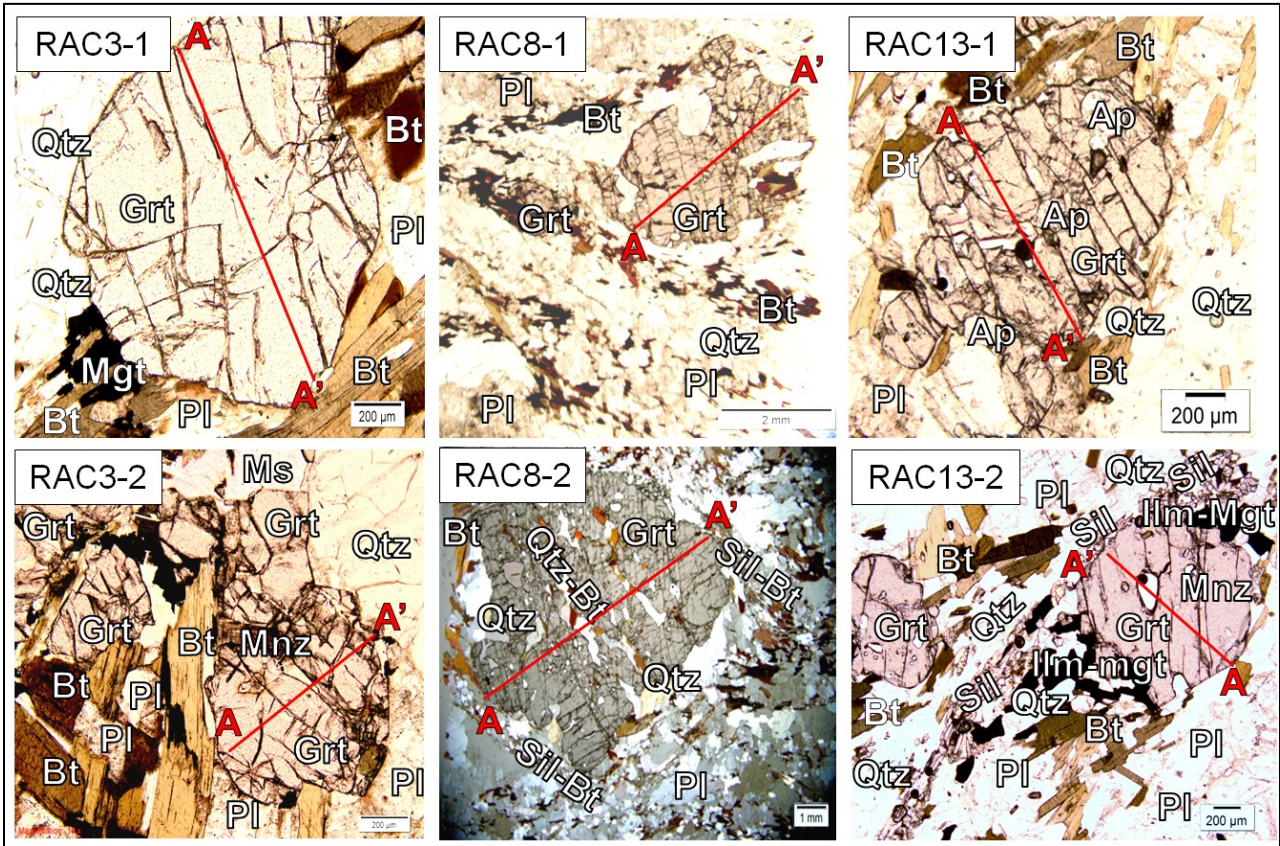 RAC3-1
A
Qtz
Bt
Grt
Pl
Qtz
Mgt
A'
Bt
Bt
Pl
200 µm
RAC8-1
A'
Pl
Bt
Grt
Grt
A
Bt
Qtz
Pl
Pl
2 mm
RAC13-1
Bt
Bt
A
Ap
Bt
Ap
Grt
Qtz
Ap
Qtz
A'
Bt
Pl
200 µm
RAC3-2
Ms
Grt
Grt
Qtz
A'
Grt
Bt
Mnz
Bt
Pl
A
Pl
Grt
Bt
Pl
Pl
200 µm
RAC8-2
Bt
Grt
A'
Qtz-Bt
Sil-Bt
Qtz
Qtz
A
Sil-Bt
Pl
1 mm
RAC13-2
Qtz
Sil
Pl
Ilm-Mgt
Sil
Bt
A'
Mnz
Qtz
Grt
Grt
Ilm-mgt
Sil
Qtz
A
Bt
Bt
Qtz
Pl
Pl
Pl
200 µm